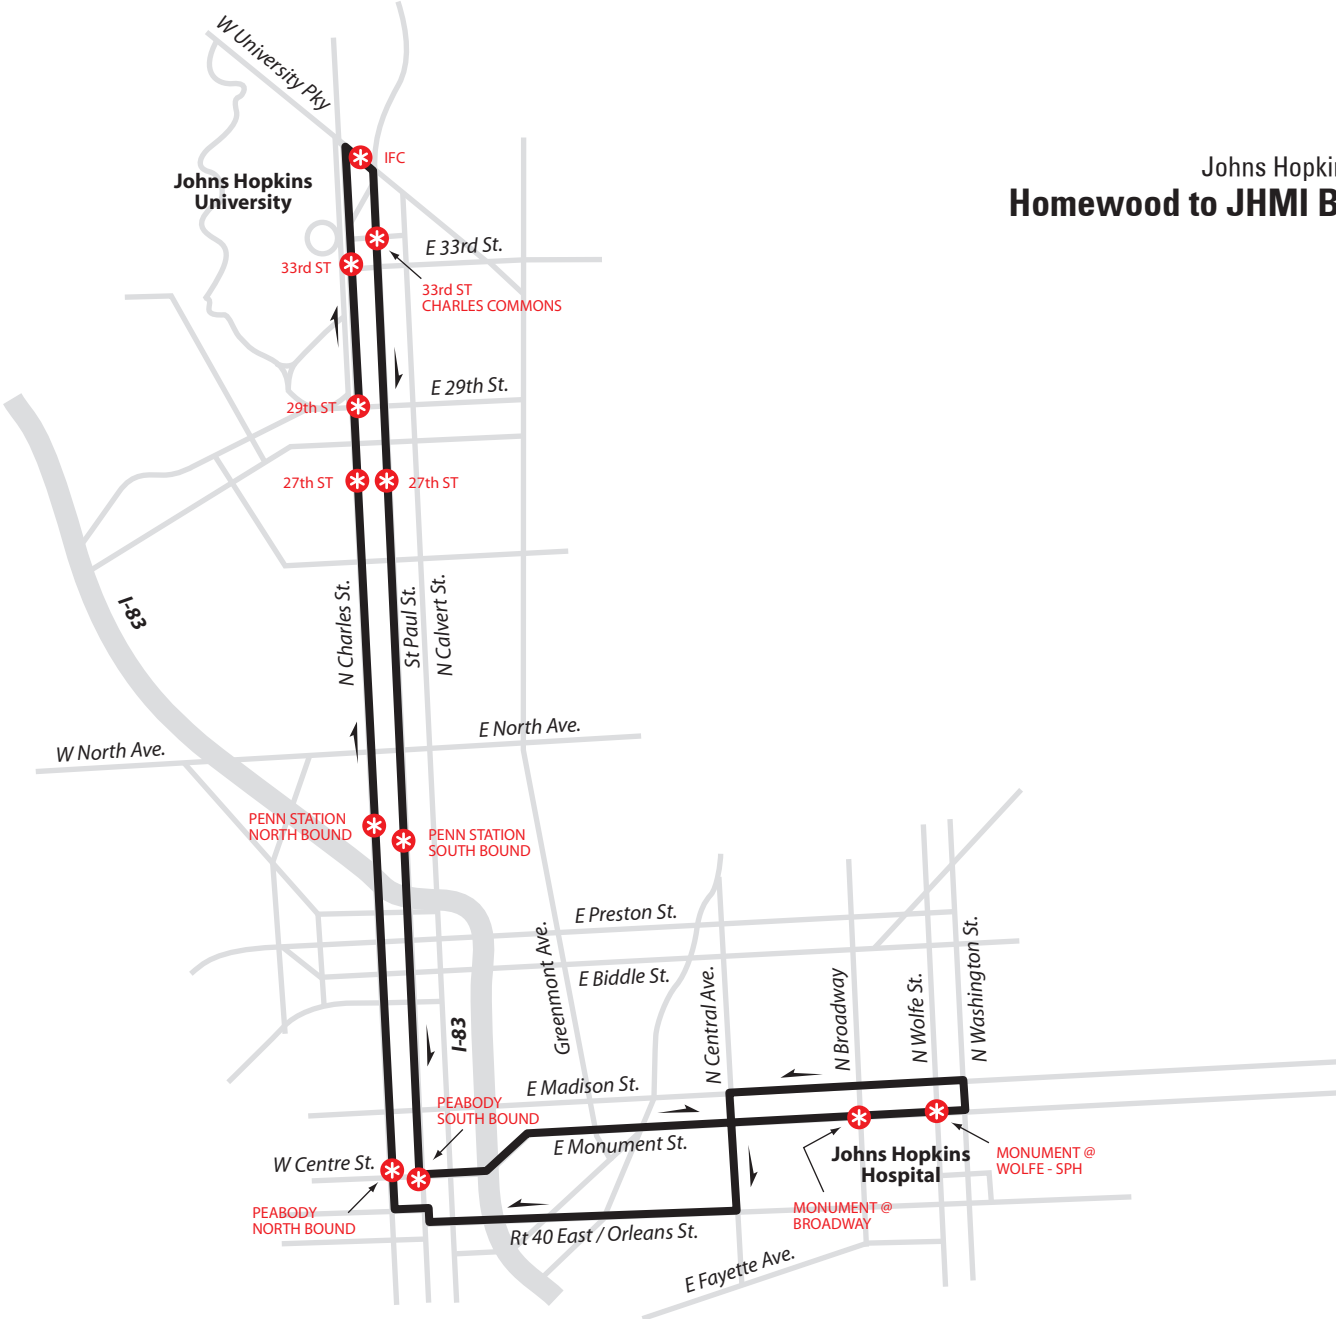 W University Pky
IFC
Johns Hopkins
University
Johns Hopki
Homewood to JHMI B
E 33rd St.
33rd ST
33rd ST
CHARLES COMMONS
E 29th St.
29th ST
27th ST
27th ST
I-83
N Charles St.
St Paul St.
N Calvert St.
E North Ave.
W North Ave.
PENN STATION
NORTH BOUND
PENN STATION
SOUTH BOUND
E Preston St.
E Biddle St.
Greenmont Ave.
N Central Ave.
N Broadway
N Wolfe St.
N Washington St.
I-83
E Madison St.
PEABODY
SOUTH BOUND
E Monument St.
W Centre St.
Johns Hopkins
Hospital
MONUMENT @
WOLFE - SPH
PEABODY
NORTH BOUND
MONUMENT @
BROADWAY
Rt 40 East / Orleans St.
E Fayette Ave.